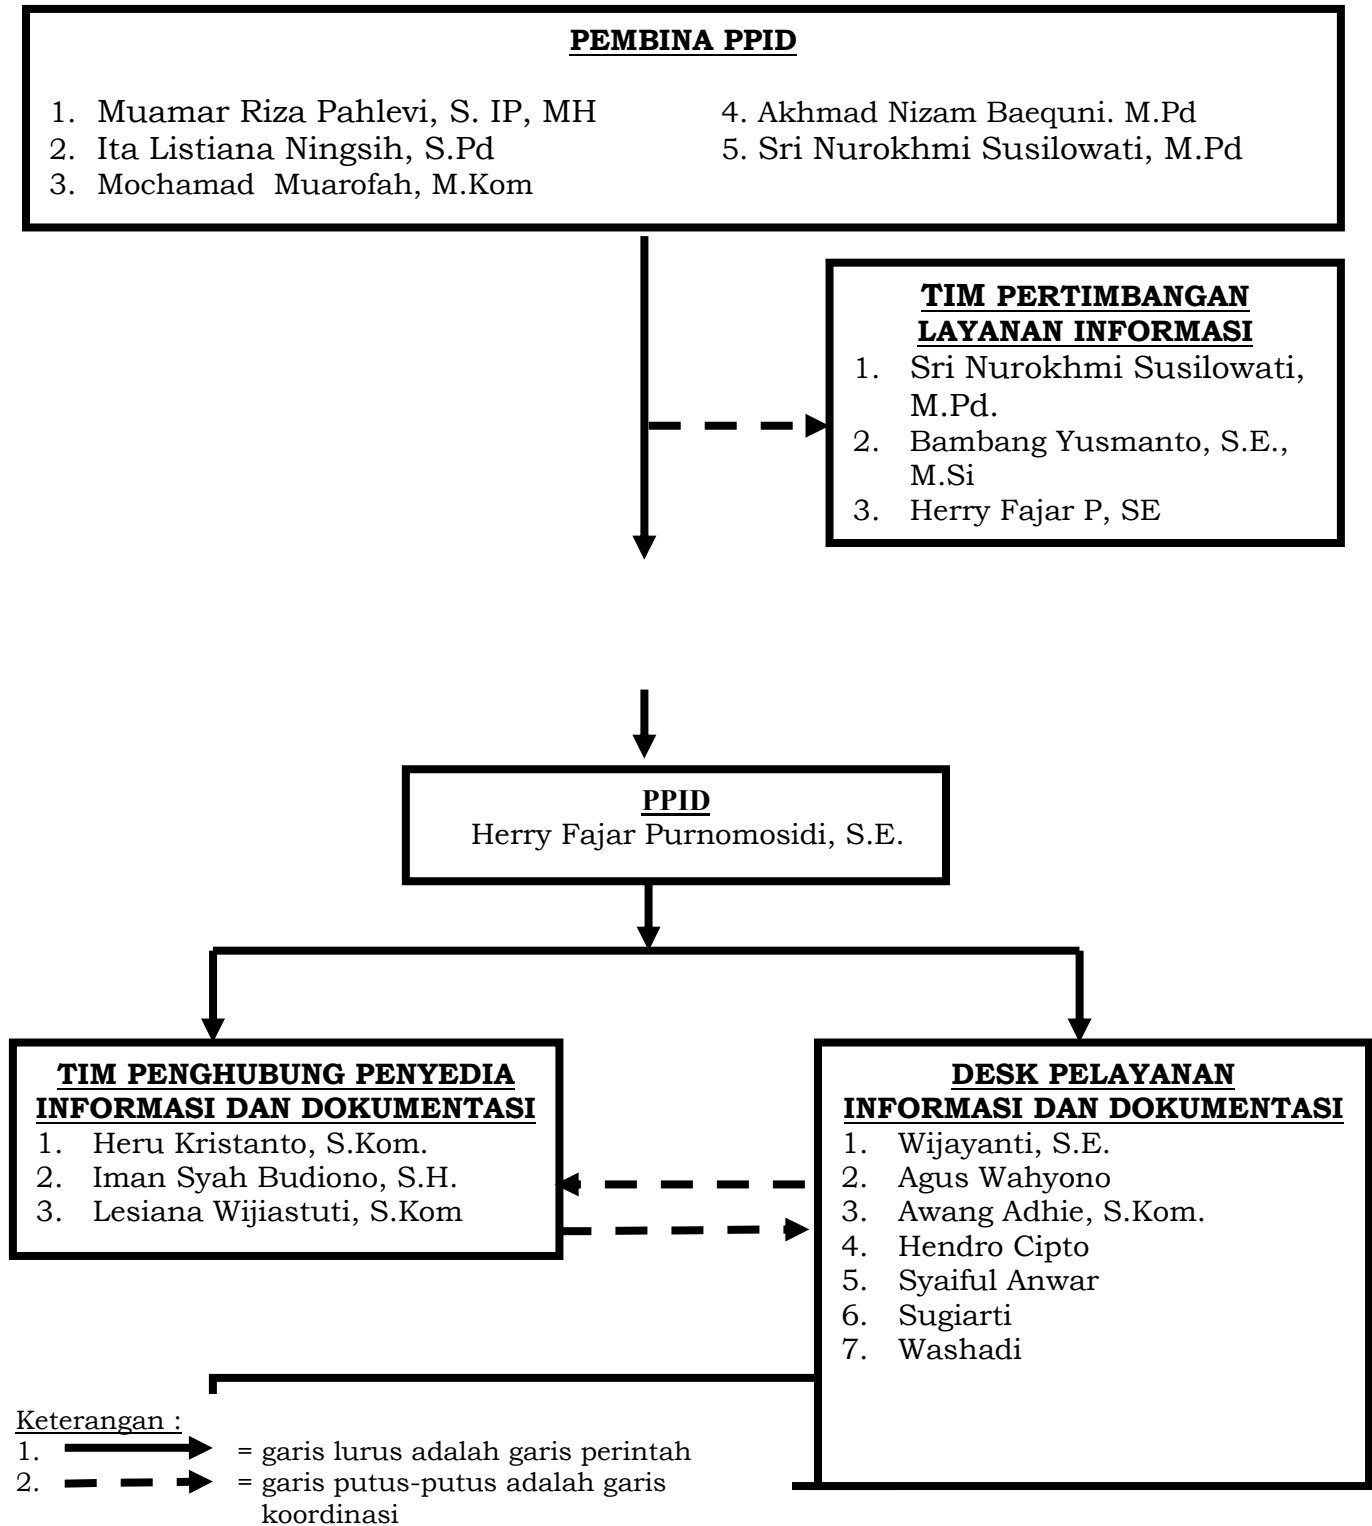 PEMBINA PPID
1. Muamar Riza Pahlevi, S. IP, MH
2. Ita Listiana Ningsih, S.Pd
3. Mochamad Muarofah, M.Kom
4. Akhmad Nizam Baequni. M.Pd
5. Sri Nurokhmi Susilowati, M.Pd
TIM PERTIMBANGAN
LAYANAN INFORMASI
1. Sri Nurokhmi Susilowati,
M.Pd.
2. Bambang Yusmanto, S.E.,
M.Si
3. Herry Fajar P, SE
PPID
Herry Fajar Purnomosidi, S.E.
TIM PENGHUBUNG PENYEDIA
INFORMASI DAN DOKUMENTASI
1. Heru Kristanto, S.Kom.
2. Iman Syah Budiono, S.H.
3. Lesiana Wijiastuti, S.Kom
DESK PELAYANAN
INFORMASI DAN DOKUMENTASI
1. Wijayanti, S.E.
2. Agus Wahyono
3. Awang Adhie, S.Kom.
4. Hendro Cipto
5. Syaiful Anwar
6. Sugiarti
7. Washadi
Keterangan :
1. = garis lurus adalah garis perintah
2. = garis putus-putus adalah garis
koordinasi